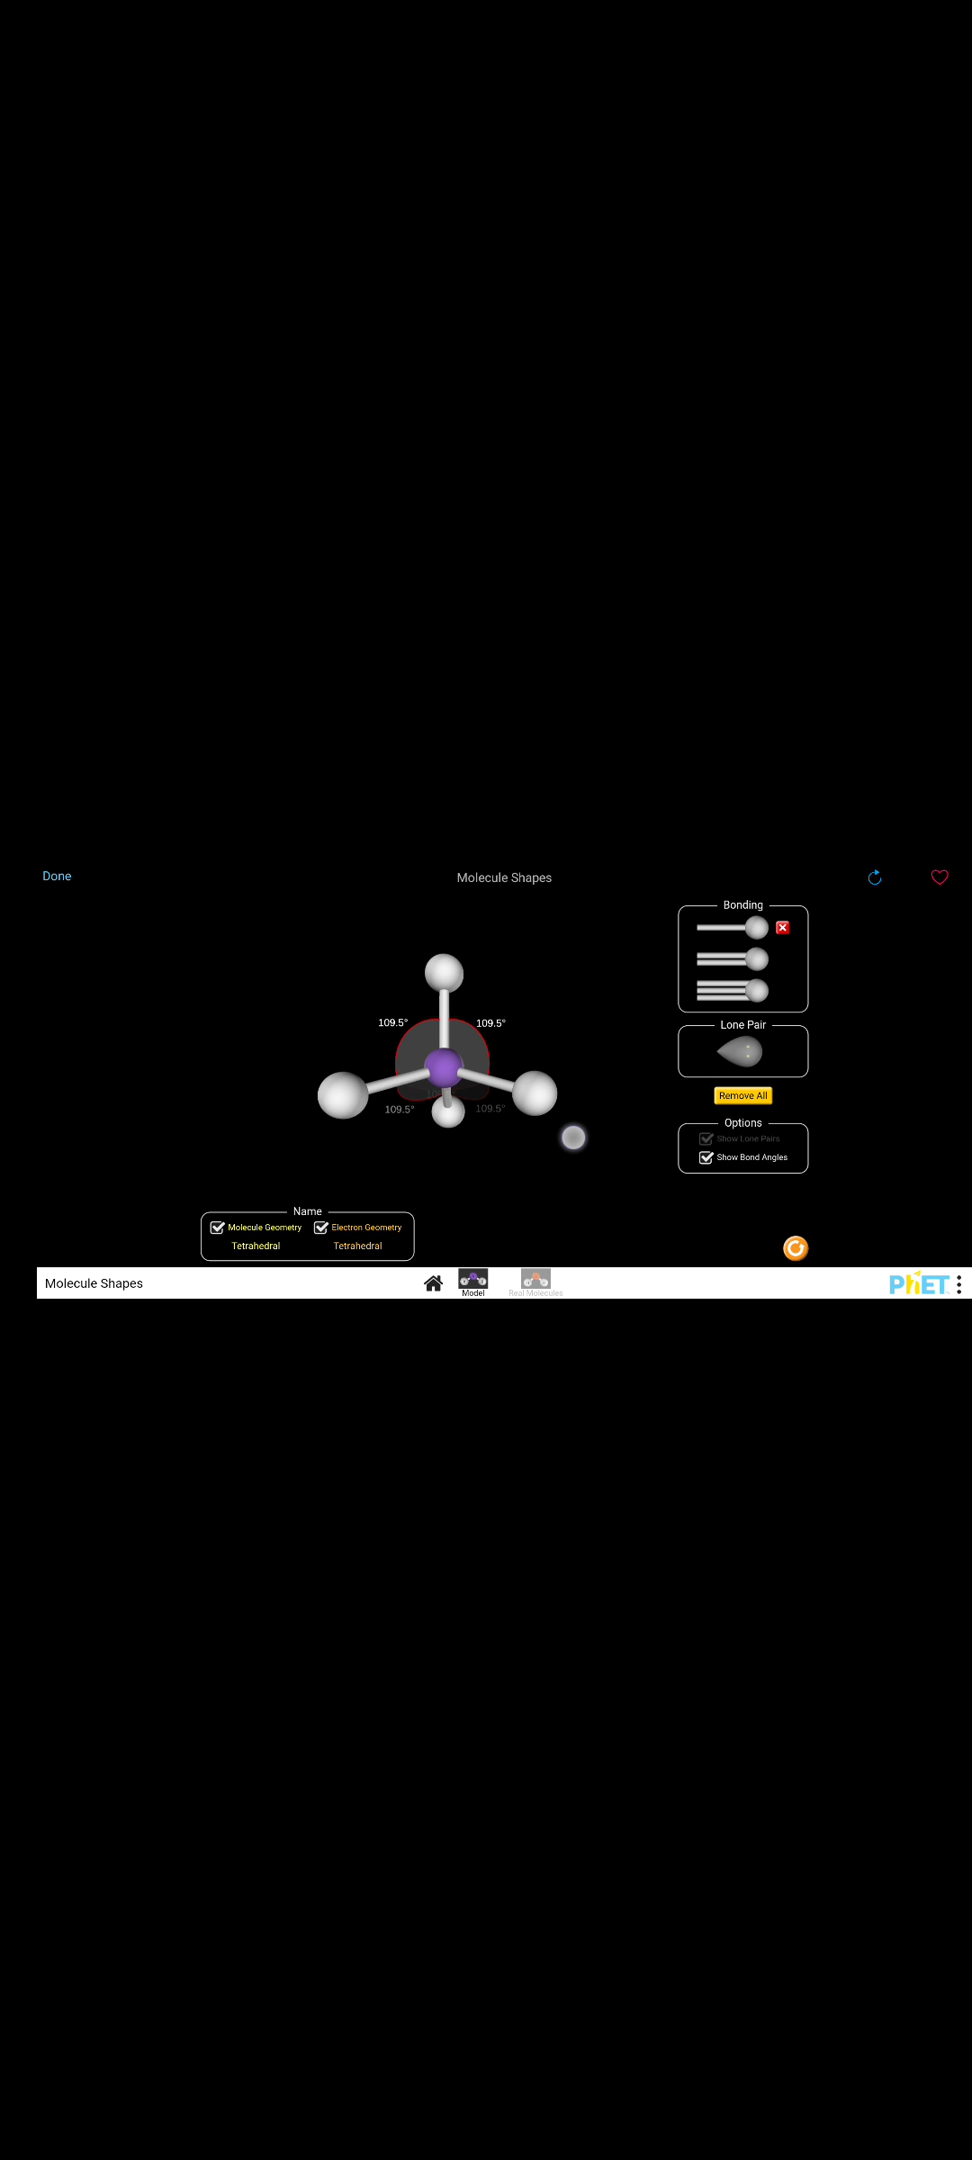 Done
Molecule Shapes
Bonding
109.5°
109.5°
109.5°
109.5°
Lone Pair
Remove All
Options
Show Lone Pairs
Show Bond Angles
Name
Molecule Geometry
Electron Geometry
Tetrahedral
Tetrahedral
Molecule Shapes
Model
Real Molecules
PhET